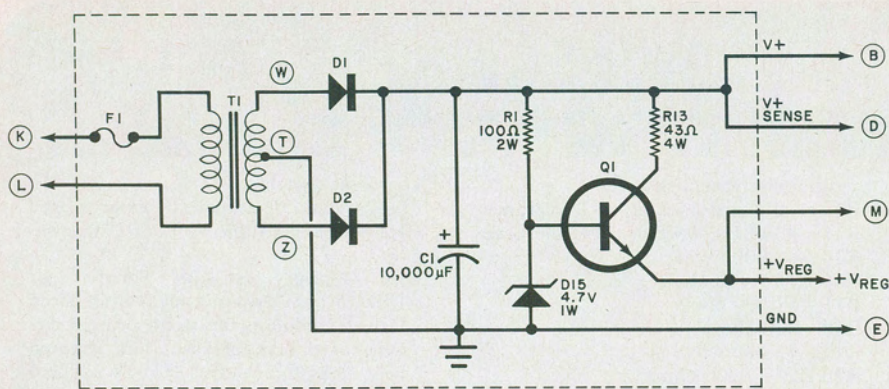 K
L
F1
T1
W
T
Z
D1
D2
+
C1
10,000μF
R1
100Ω
2W
R13
43Ω
4W
Q1
D15
4.7V
1W
V+
B
V+
SENSE
D
M
+VREG
+VREG
GND
E